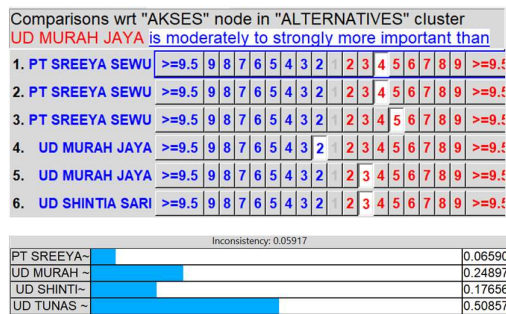 Comparisons wrt "AKSES" node in "ALTERNATIVES" cluster
UD MURAH JAYA is moderately to strongly more important than
1. PT SREEYA SEWU >=9.5 9 8 7 6 5 4 3 2 1 2 3 4 5 6 7 8 9 >=9.5
2. PT SREEYA SEWU >=9.5 9 8 7 6 5 4 3 2 1 2 3 4 5 6 7 8 9 >=9.5
3. PT SREEYA SEWU >=9.5 9 8 7 6 5 4 3 2 1 2 3 4 5 6 7 8 9 >=9.5
4. UD MURAH JAYA >=9.5 9 8 7 6 5 4 3 2 1 2 3 4 5 6 7 8 9 >=9.5
5. UD MURAH JAYA >=9.5 9 8 7 6 5 4 3 2 1 2 3 4 5 6 7 8 9 >=9.5
6. UD SHINTIA SARI >=9.5 9 8 7 6 5 4 3 2 1 2 3 4 5 6 7 8 9 >=9.5
Inconsistency: 0.05917
PT SREEYA~ 0.06590
UD MURAH ~ 0.24897
UD SHINTI~ 0.17656
UD TUNAS ~ 0.50857